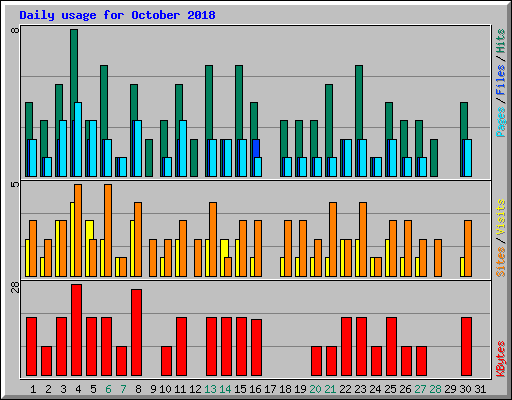 Daily usage for October 2018
8
Pages / Files / Hits
5
Sites / Visits
28
KBytes
1 2 3 4 5 6 7 8 9 10 11 12 13 14 15 16 17 18 19 20 21 22 23 24 25 26 27 28 29 30 31